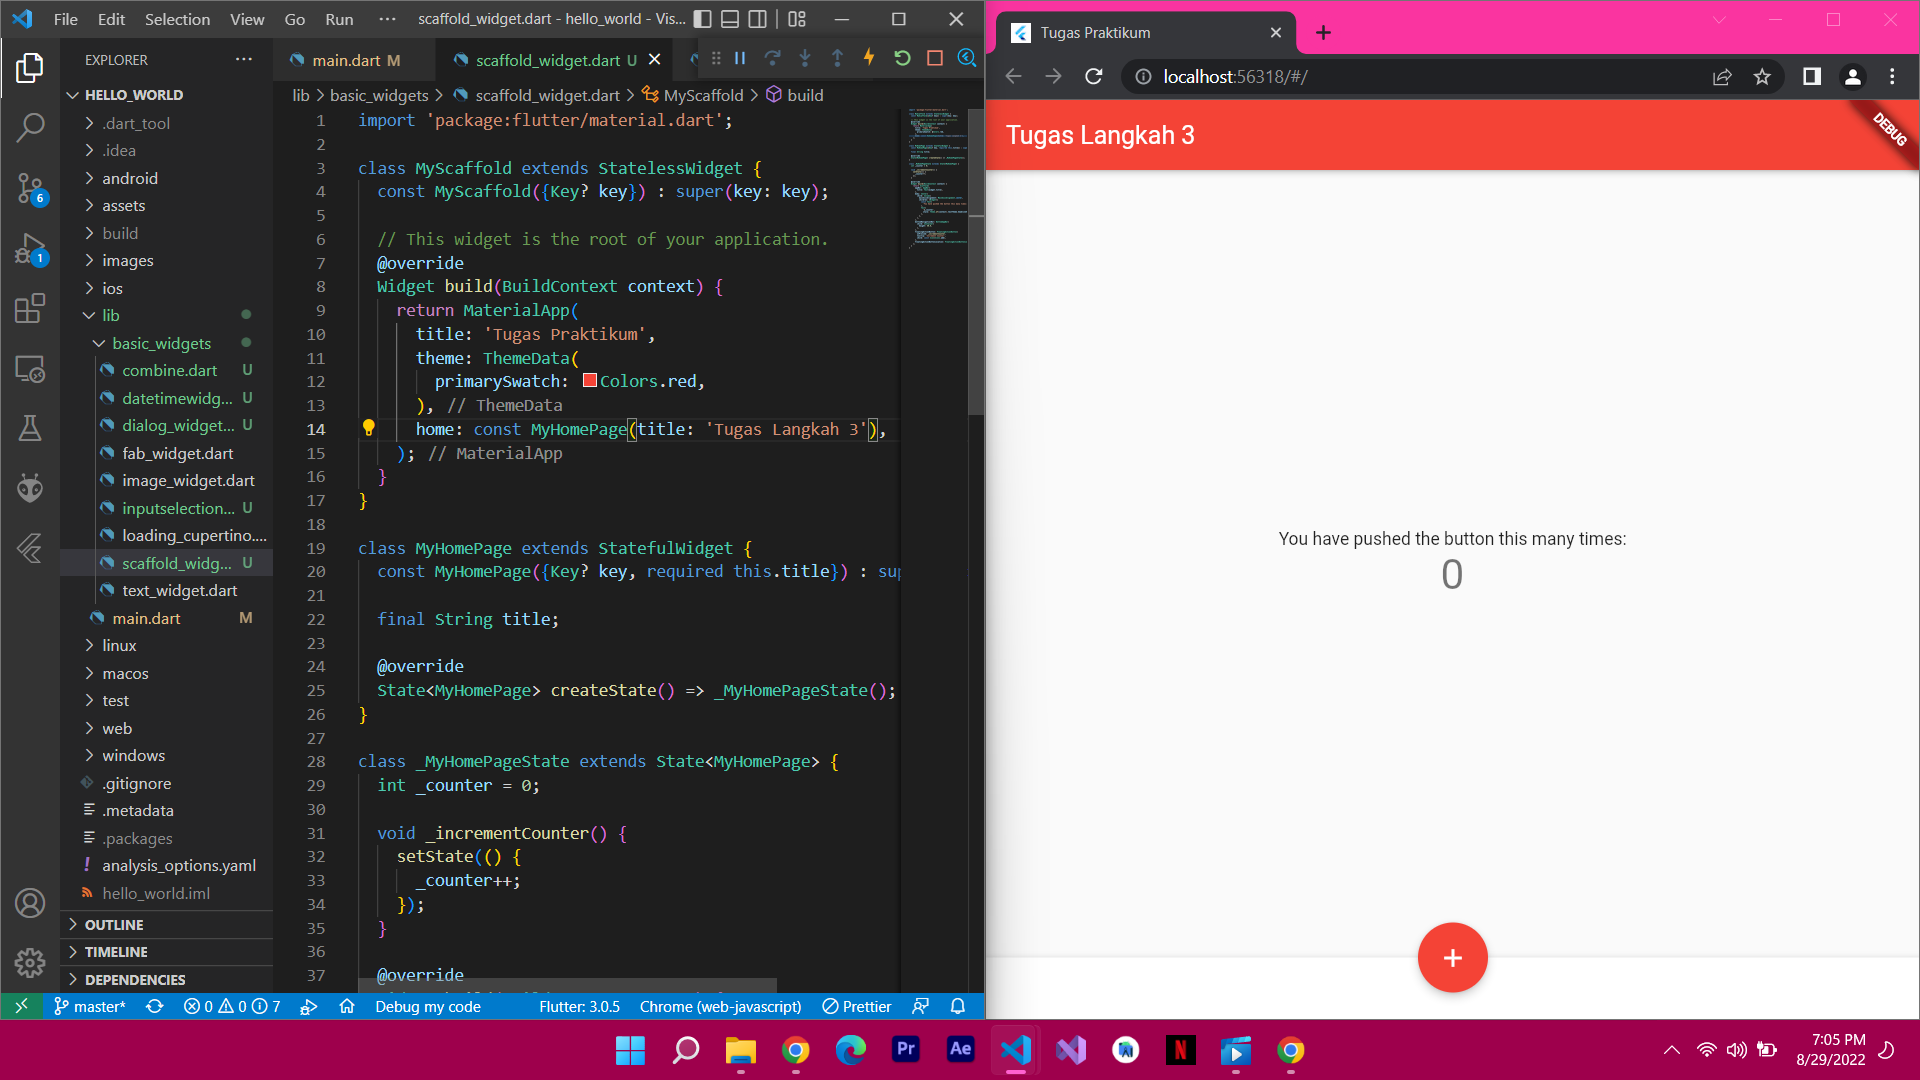 File Edit Selection View Go Run ··· scaffold_widget.dart - hello_world - Vis...
EXPLORER ···
HELLO_WORLD
.dart_tool
.idea
android
assets
build
images
ios
lib
basic_widgets
combine.dart U
datetimewidg... U
dialog_widget... U
fab_widget.dart
image_widget.dart
inputselection... U
loading_cupertino....
scaffold_widg... U
text_widget.dart
main.dart M
linux
macos
test
web
windows
.gitignore
.metadata
.packages
! analysis_options.yaml
hello_world.iml
OUTLINE
TIMELINE
DEPENDENCIES
6
1
main.dart M
scaffold_widget.dart U
lib > basic_widgets > scaffold_widget.dart > MyScaffold > build
1 import 'package:flutter/material.dart';
2
3 class MyScaffold extends StatelessWidget {
4 const MyScaffold({Key? key}) : super(key: key);
5
6 // This widget is the root of your application.
7 @override
8 Widget build(BuildContext context) {
9 return MaterialApp(
10 title: 'Tugas Praktikum',
11 theme: ThemeData(
12 primarySwatch: Colors.red,
13 ), // ThemeData
14 home: const MyHomePage(title: 'Tugas Langkah 3'),
15 ); // MaterialApp
16 }
17 }
18
19 class MyHomePage extends StatefulWidget {
20 const MyHomePage({Key? key, required this.title}) : su
21
22 final String title;
23
24 @override
25 State<MyHomePage> createState() => _MyHomePageState();
26 }
27
28 class _MyHomePageState extends State<MyHomePage> {
29 int _counter = 0;
30
31 void _incrementCounter() {
32 setState(() {
33 _counter++;
34 });
35 }
36
37 @override
master* 0 0 7 Debug my code Flutter: 3.0.5 Chrome (web-javascript) Prettier
Tugas Praktikum
localhost:56318/#/
Tugas Langkah 3
DEBUG
You have pushed the button this many times:
0
+
Pr Ae N
7:05 PM
8/29/2022